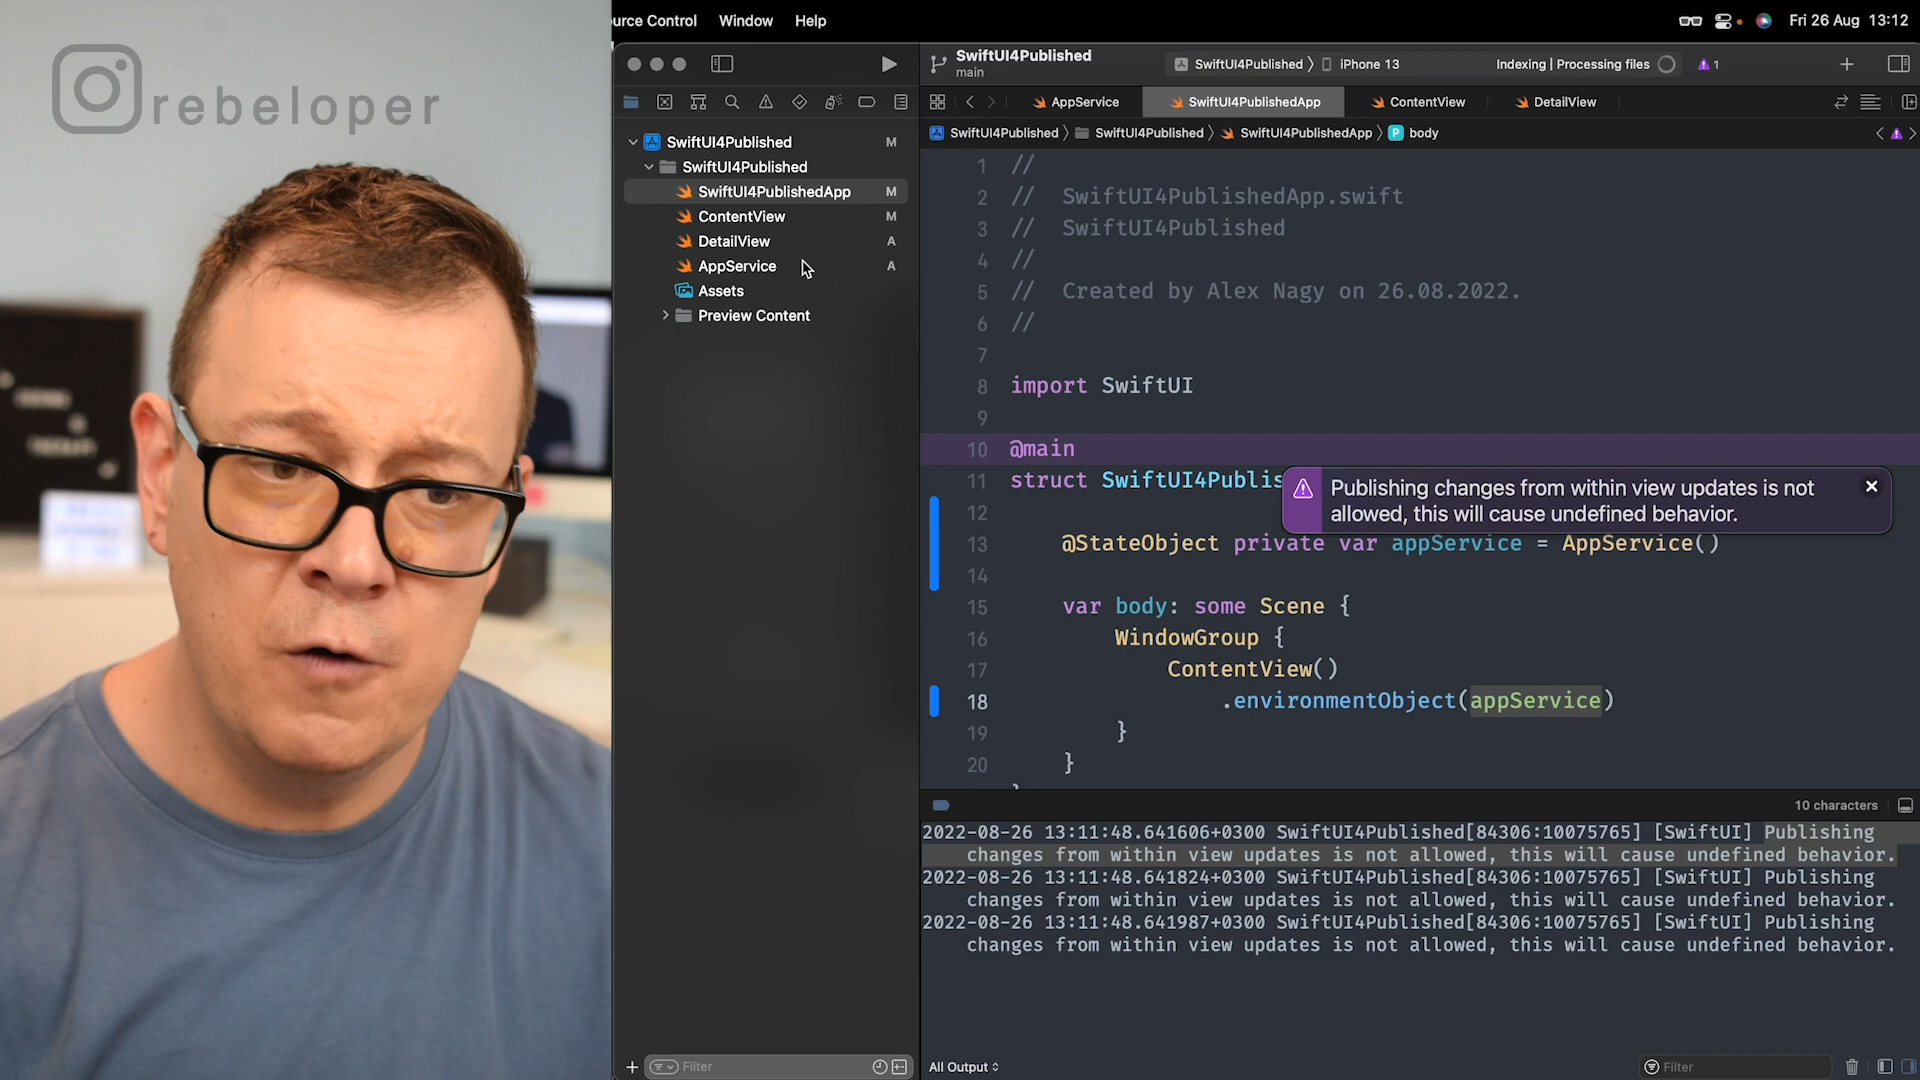 rebeloper
urce Control Window Help
Fri 26 Aug 13:12
SwiftUI4Published
main
SwiftUI4Published 〉 iPhone 13
Indexing | Processing files
1
AppService
SwiftUI4PublishedApp
ContentView
DetailView
SwiftUI4Published 〉 SwiftUI4Published 〉 SwiftUI4PublishedApp 〉 P body
SwiftUI4Published M
SwiftUI4Published
SwiftUI4PublishedApp M
ContentView M
DetailView A
AppService A
Assets
Preview Content
1 //
2 // SwiftUI4PublishedApp.swift
3 // SwiftUI4Published
4 //
5 // Created by Alex Nagy on 26.08.2022.
6 //
7
8 import SwiftUI
9
10 @main
11 struct SwiftUI4Publis
Publishing changes from within view updates is not
allowed, this will cause undefined behavior.
12
13 @StateObject private var appService = AppService()
14
15 var body: some Scene {
16 WindowGroup {
17 ContentView()
18 .environmentObject(appService)
19 }
20 }
10 characters
2022-08-26 13:11:48.641606+0300 SwiftUI4Published[84306:10075765] [SwiftUI] Publishing
changes from within view updates is not allowed, this will cause undefined behavior.
2022-08-26 13:11:48.641824+0300 SwiftUI4Published[84306:10075765] [SwiftUI] Publishing
changes from within view updates is not allowed, this will cause undefined behavior.
2022-08-26 13:11:48.641987+0300 SwiftUI4Published[84306:10075765] [SwiftUI] Publishing
changes from within view updates is not allowed, this will cause undefined behavior.
Filter
All Output
Filter